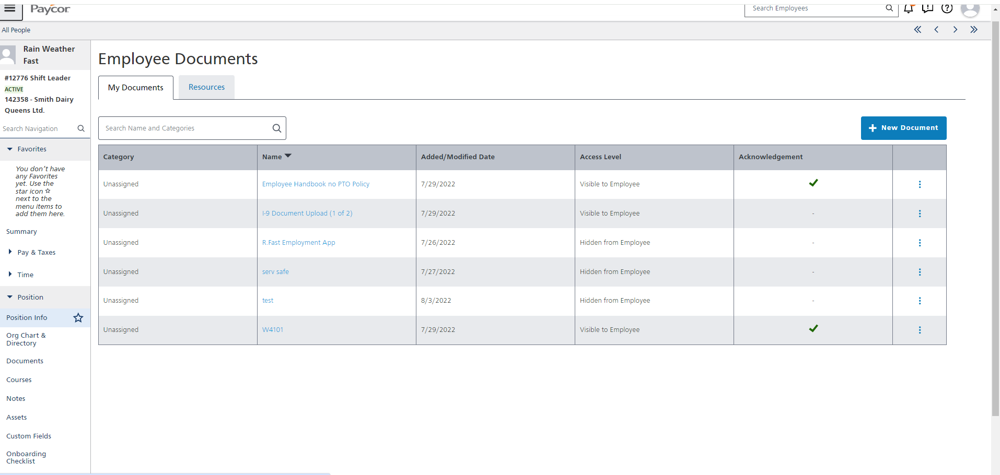 Paycor
Search Employees
All People
Rain Weather
Fast
#12776 Shift Leader
ACTIVE
142358 - Smith Dairy
Queens Ltd.
Search Navigation
Favorites
You don't have
any Favorites
yet. Use the
star icon
next to the
menu items to
add them here.
Summary
Pay & Taxes
Time
Position
Position Info
Org Chart &
Directory
Documents
Courses
Notes
Assets
Custom Fields
Onboarding
Checklist
Employee Documents
My Documents Resources
Search Name and Categories
New Document
Category Name Added/Modified Date Access Level Acknowledgement
Unassigned Employee Handbook no PTO Policy 7/29/2022 Visible to Employee
Unassigned I-9 Document Upload (1 of 2) 7/29/2022 Visible to Employee -
Unassigned R.Fast Employment App 7/26/2022 Hidden from Employee -
Unassigned serv safe 7/27/2022 Hidden from Employee -
Unassigned test 8/3/2022 Hidden from Employee -
Unassigned W4101 7/29/2022 Visible to Employee